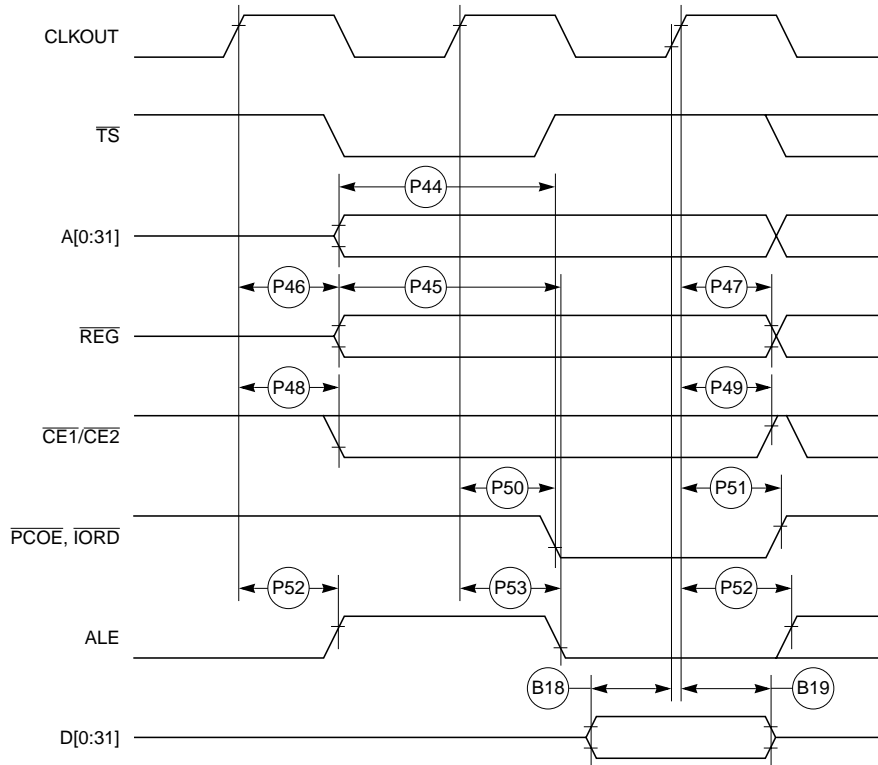 CLKOUT
TS
P44
A[0:31]
P46 P45 P47
REG
P48 P49
CE1/CE2
P50 P51
PCOE, IORD
P52 P53 P52
ALE
B18 B19
D[0:31]